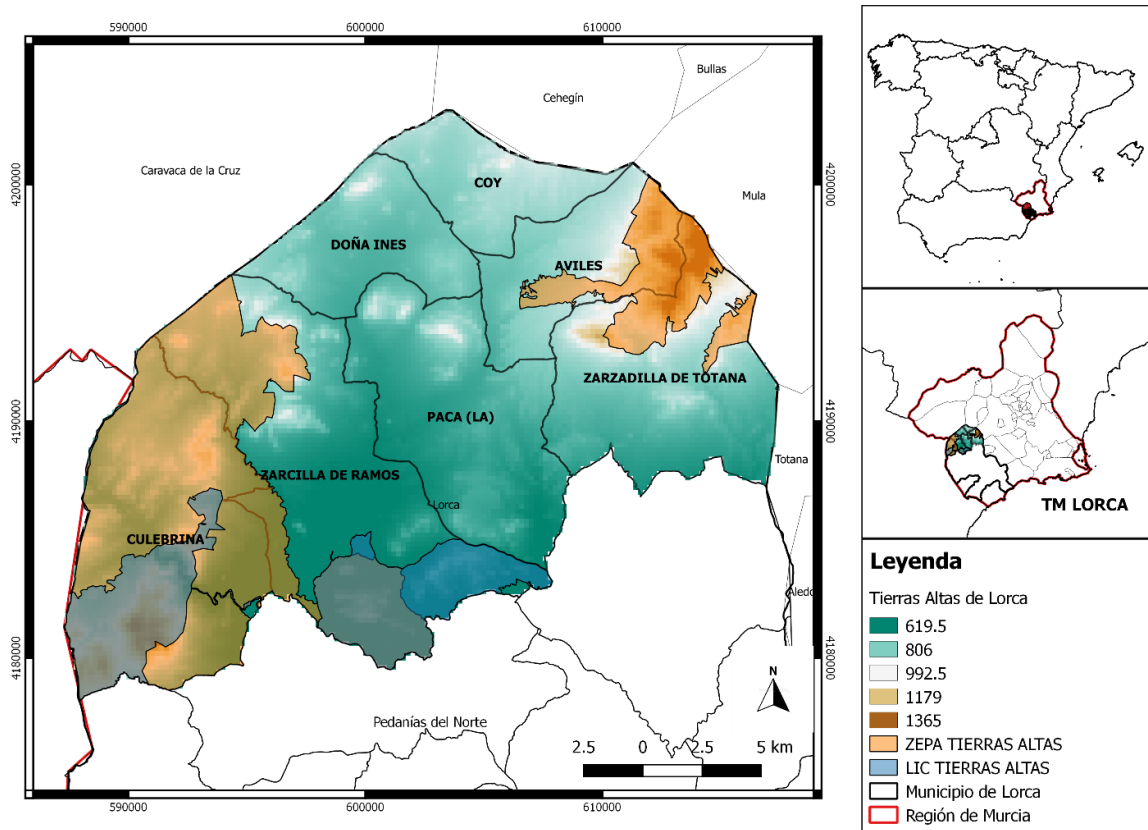 590000
600000
610000
Bullas
Cehegín
Caravaca de la Cruz
4200000
4200000
COY
Mula
DOÑA INES
AVILES
ZARZADILLA DE TOTANA
PACA (LA)
4190000
4190000
ZARCILLA DE RAMOS
Totana
Lorca
CULEBRINA
Aledo
4180000
4180000
N
Pedanías del Norte
2.5 0 2.5 5 km
590000
600000
610000
TM LORCA
Leyenda
Tierras Altas de Lorca
619.5
806
992.5
1179
1365
ZEPA TIERRAS ALTAS
LIC TIERRAS ALTAS
Municipio de Lorca
Región de Murcia